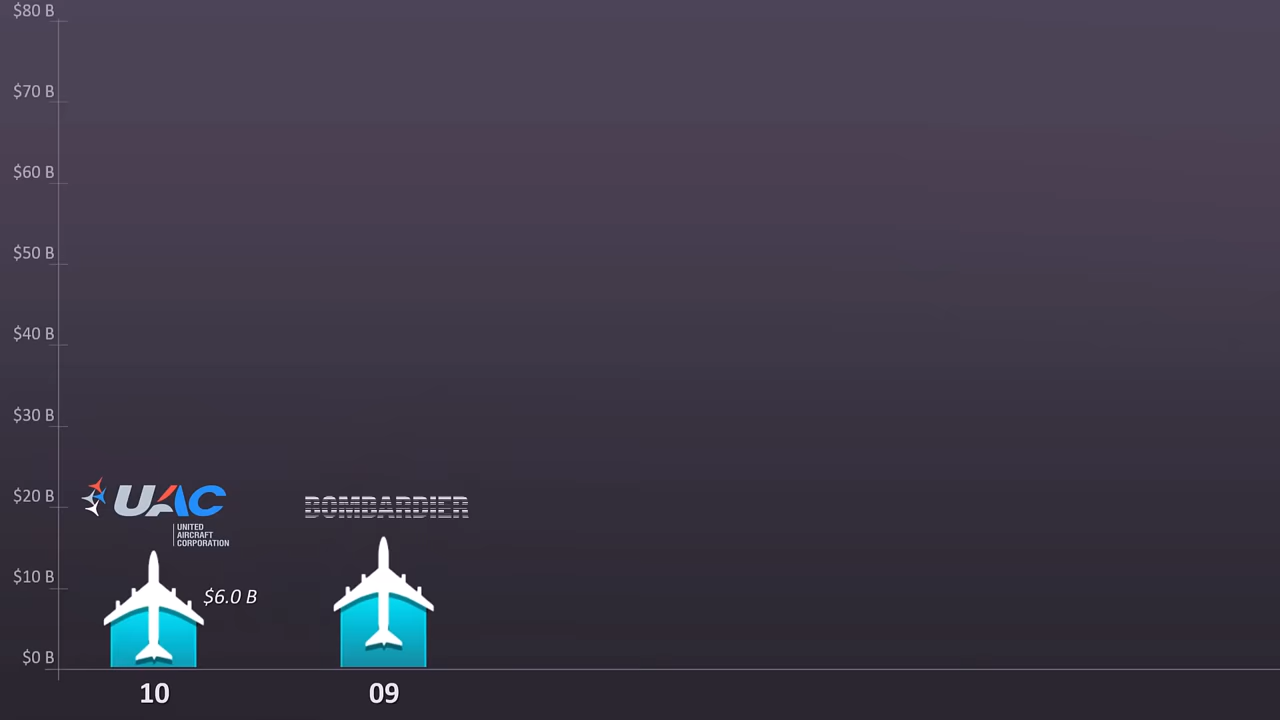 $80 B
$70 B
$60 B
$50 B
$40 B
$30 B
$20 B
$10 B
$0 B
UAC
UNITED
AIRCRAFT
CORPORATION
BOMBARDIER
$6.0 B
10
09